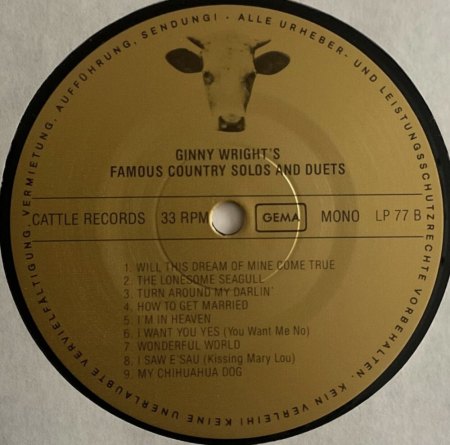 KEIN VERLEIH! KEINE UNERLAUBTE VERVIELFÄLTIGUNG, VERMIETUNG, AUFFÜHRUNG, SENDUNG! · ALLE URHEBER- UND LEISTUNGSSCHUTZRECHTE VORBEHALTEN ·
GINNY WRIGHT'S
FAMOUS COUNTRY SOLOS AND DUETS
CATTLE RECORDS 33 RPM GEMA MONO LP 77 B
1. WILL THIS DREAM OF MINE COME TRUE
2. THE LONESOME SEAGULL
3. TURN AROUND MY DARLIN'
4. HOW TO GET MARRIED
5. I'M IN HEAVEN
6. I WANT YOU YES (You Want Me No)
7. WONDERFUL WORLD
8. I SAW E'SAU (Kissing Mary Lou)
9. MY CHIHUAHUA DOG